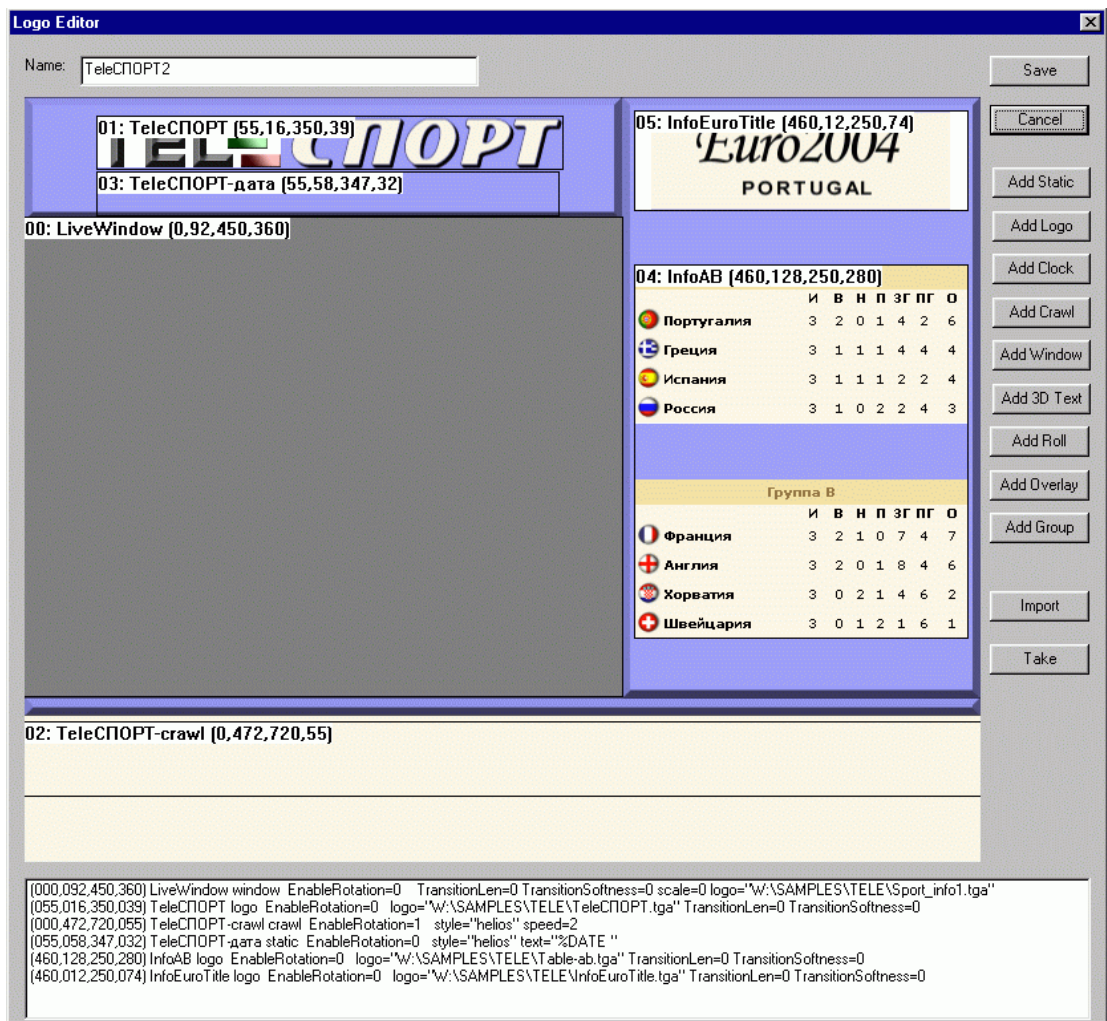 Logo Editor
Name: TeleСПОРТ2
Save
Cancel
Add Static
Add Logo
Add Clock
Add Crawl
Add Window
Add 3D Text
Add Roll
Add Overlay
Add Group
Import
Take
01: TeleСПОРТ (55,16,350,39)
TELE СПОРТ
03: TeleСПОРТ-дата (55,58,347,32)
00: LiveWindow (0,92,450,360)
05: InfoEuroTitle (460,12,250,74)
Euro2004
PORTUGAL
04: InfoAB (460,128,250,280)
И В Н П ЗГ ПГ О
Португалия 3 2 0 1 4 2 6
Греция 3 1 1 1 4 4 4
Испания 3 1 1 1 2 2 4
Россия 3 1 0 2 2 4 3
Группа В
И В Н П ЗГ ПГ О
Франция 3 2 1 0 7 4 7
Англия 3 2 0 1 8 4 6
Хорватия 3 0 2 1 4 6 2
Швейцария 3 0 1 2 1 6 1
02: TeleСПОРТ-crawl (0,472,720,55)
(000,092,450,360) LiveWindow window EnableRotation=0 TransitionLen=0 TransitionSoftness=0 scale=0 logo="W:\SAMPLES\TELE\Sport_info1.tga"
(055,016,350,039) TeleСПОРТ logo EnableRotation=0 logo="W:\SAMPLES\TELE\TeleСПОРТ.tga" TransitionLen=0 TransitionSoftness=0
(000,472,720,055) TeleСПОРТ-crawl crawl EnableRotation=1 style="helios" speed=2
(055,058,347,032) TeleСПОРТ-дата static EnableRotation=0 style="helios" text="%DATE "
(460,128,250,280) InfoAB logo EnableRotation=0 logo="W:\SAMPLES\TELE\Table-ab.tga" TransitionLen=0 TransitionSoftness=0
(460,012,250,074) InfoEuroTitle logo EnableRotation=0 logo="W:\SAMPLES\TELE\InfoEuroTitle.tga" TransitionLen=0 TransitionSoftness=0